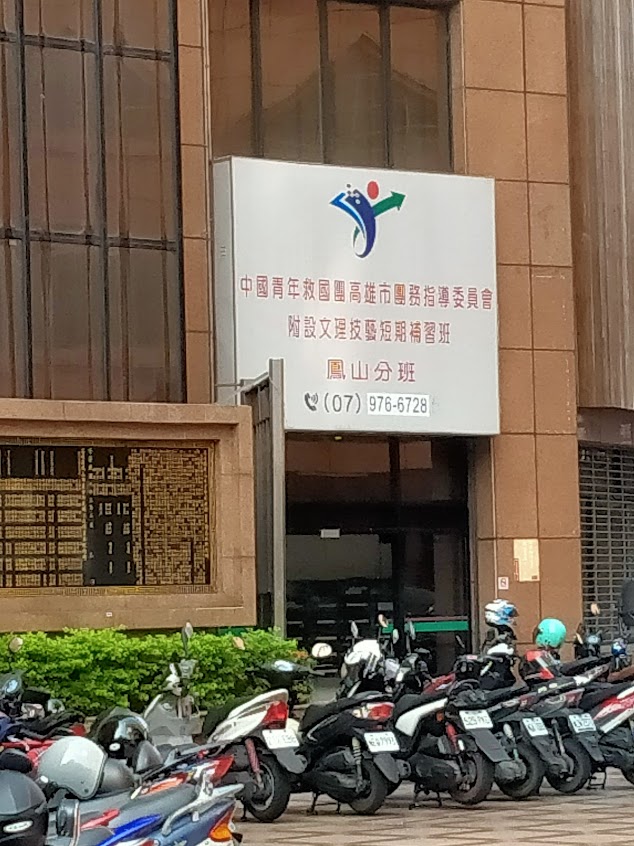 中國青年救國團高雄市團務指導委員會
附設文理技藝短期補習班
鳳山分班
(07) 976-6728